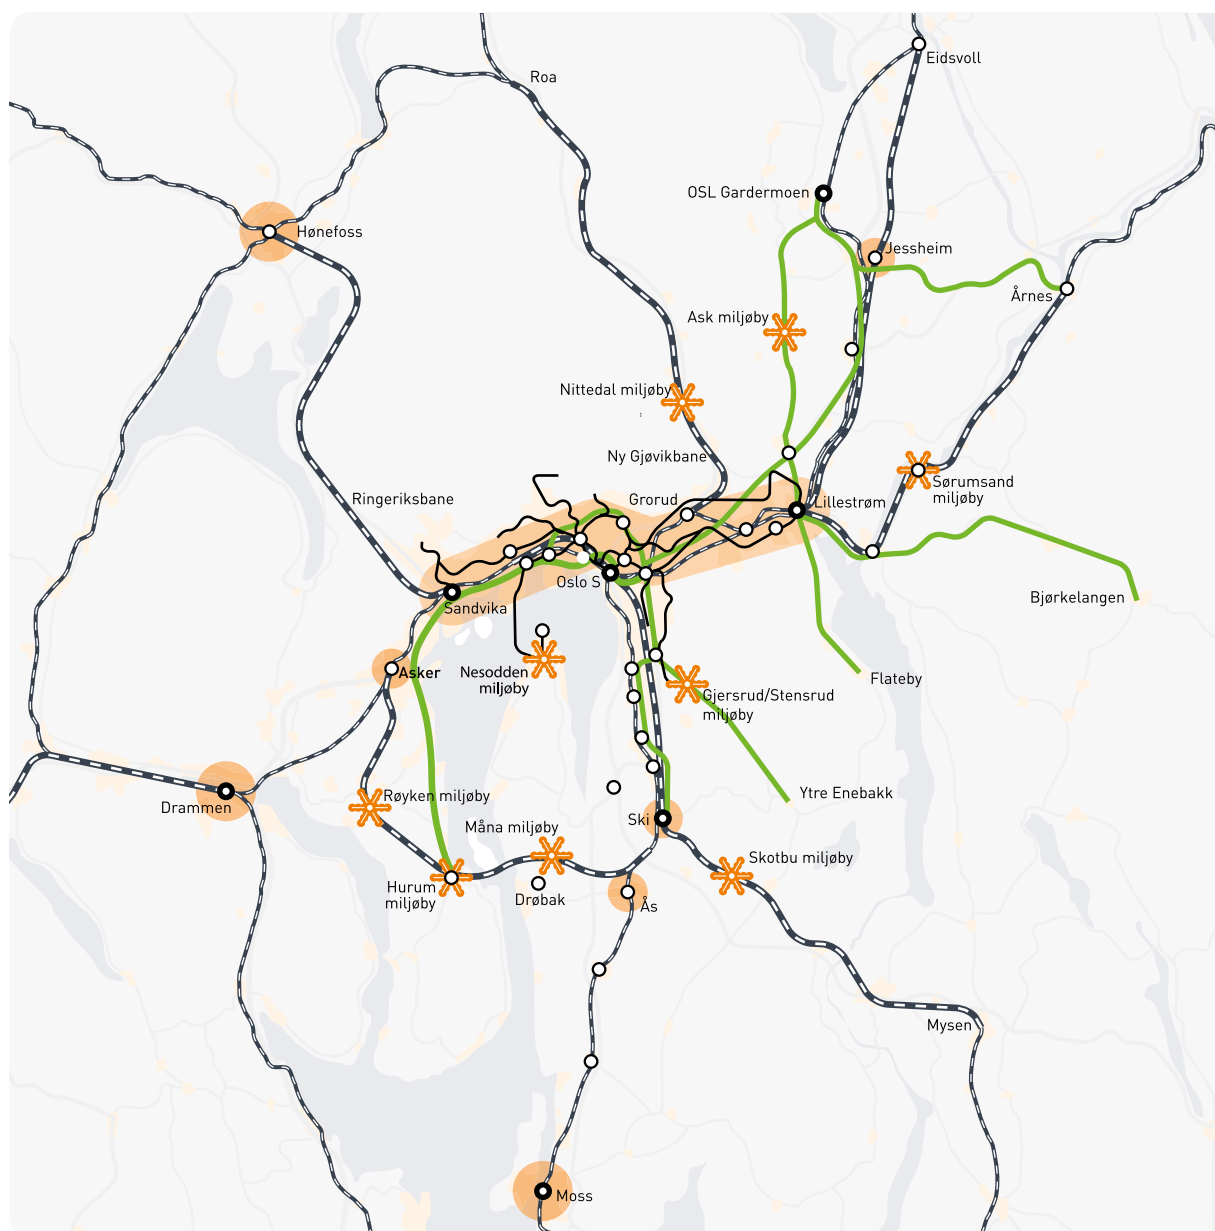 Eidsvoll
Roa
OSL Gardermoen
Hønefoss
Jessheim
Årnes
Ask miljøby
Nittedal miljøby
Ny Gjøvikbane
Sørumsand
miljøby
Ringeriksbane
Grorud
Lillestrøm
Oslo S
Bjørkelangen
Sandvika
Asker
Nesodden
miljøby
Flateby
Gjersrud/Stensrud
miljøby
Ytre Enebakk
Røyken miljøby
Drammen
Ski
Måna miljøby
Skotbu miljøby
Hurum
miljøby
Drøbak
Ås
Mysen
Moss